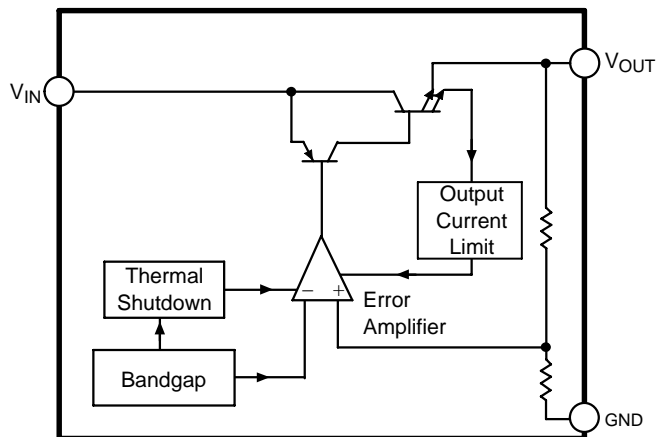 VIN
VOUT
Output
Current
Limit
Thermal
Shutdown
− +
Error
Amplifier
Bandgap
GND